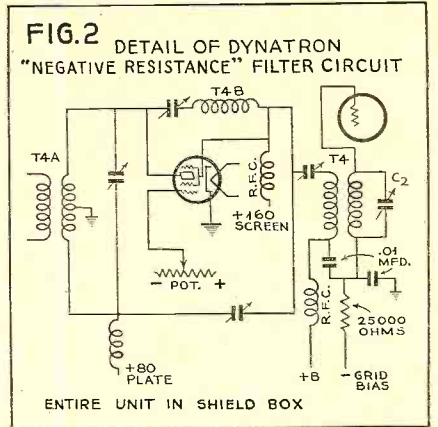 FIG.2
DETAIL OF DYNATRON
"NEGATIVE RESISTANCE" FILTER CIRCUIT
T4B
T4A
T4
C2
R.F.C.
+160
SCREEN
.01
MFD.
- POT. +
R.F.C.
25000
OHMS
+80
PLATE
+B
-GRID
BIAS
ENTIRE UNIT IN SHIELD BOX